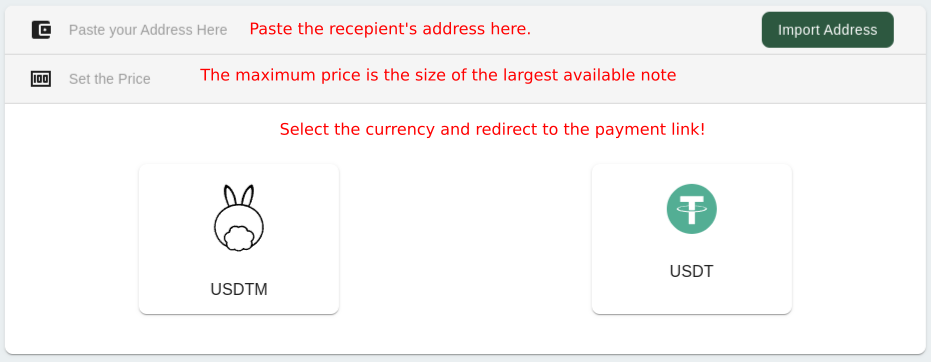 Paste your Address Here Paste the recepient's address here. Import Address
100 Set the Price The maximum price is the size of the largest available note
Select the currency and redirect to the payment link!
USDTM
USDT